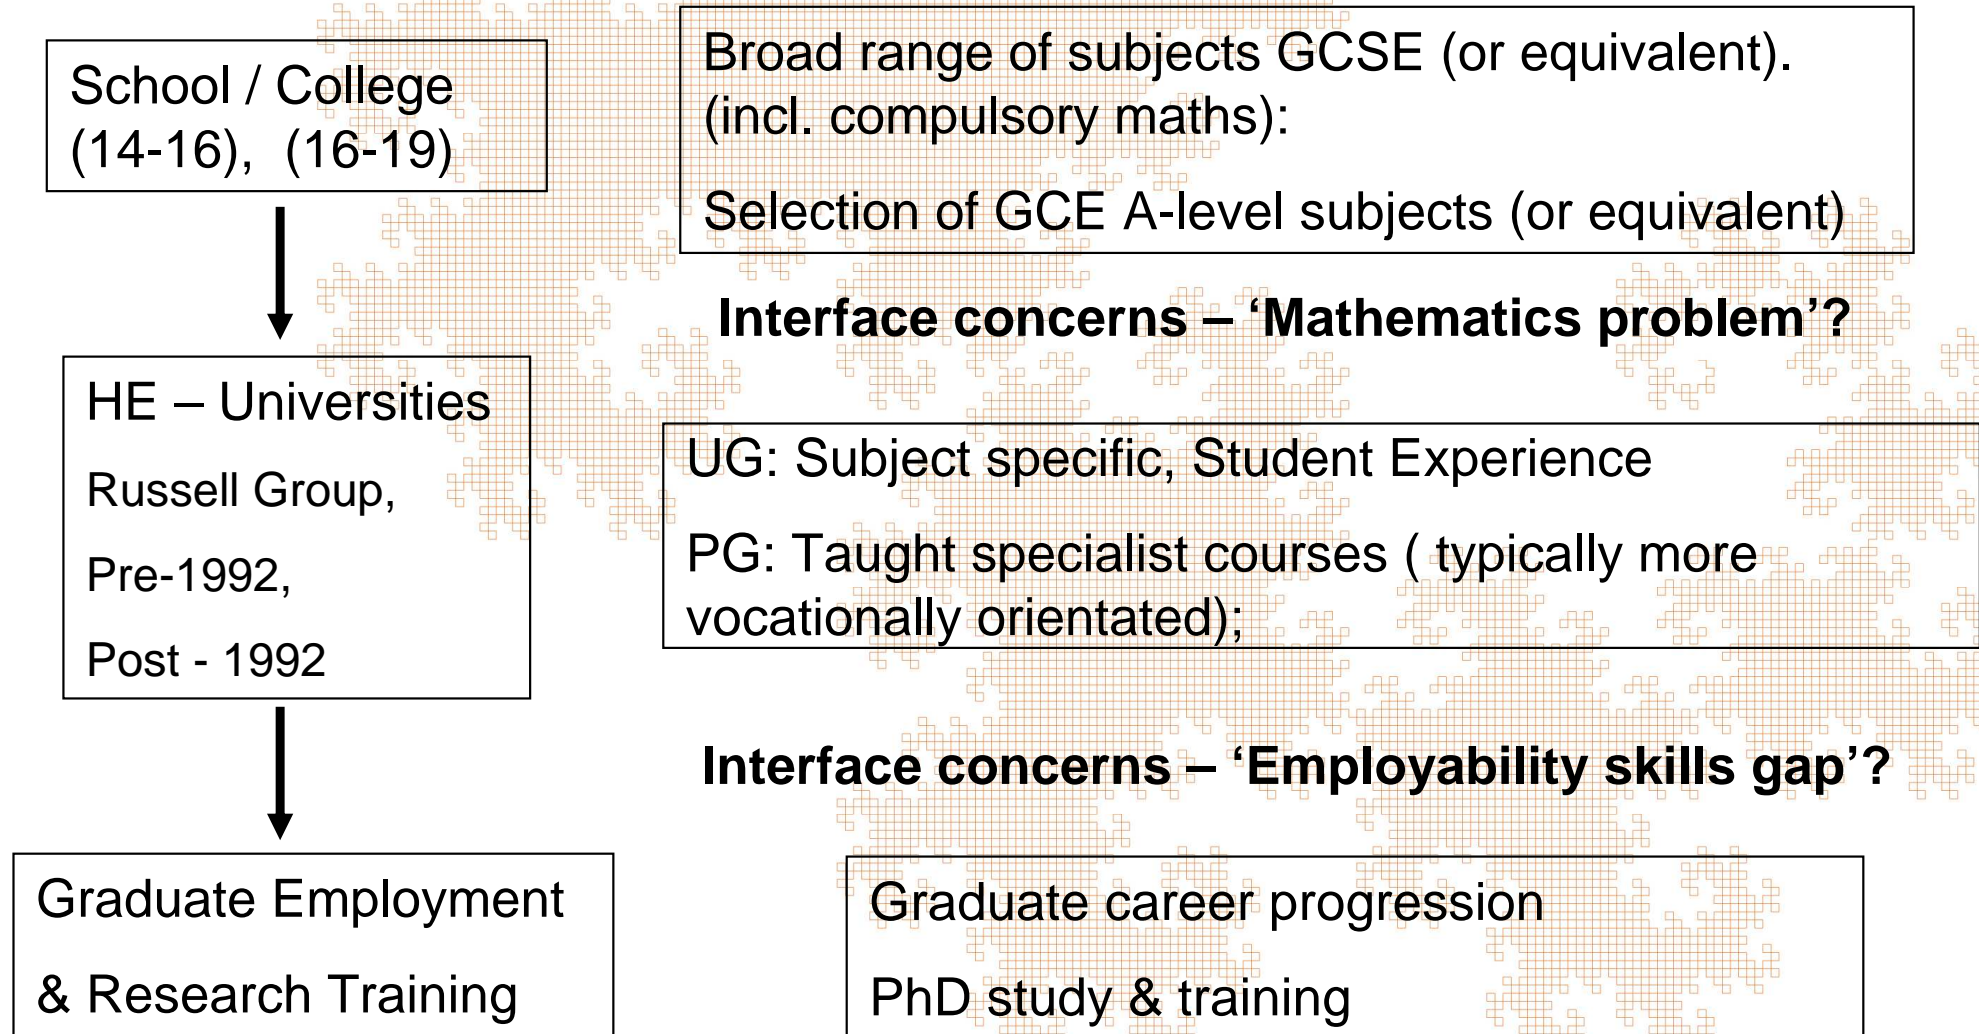 School / College
(14-16), (16-19)
Broad range of subjects GCSE (or equivalent).
(incl. compulsory maths):
Selection of GCE A-level subjects (or equivalent)
Interface concerns – ‘Mathematics problem’?
HE – Universities
Russell Group,
Pre-1992,
Post - 1992
UG: Subject specific, Student Experience
PG: Taught specialist courses ( typically more
vocationally orientated);
Interface concerns – ‘Employability skills gap’?
Graduate Employment
& Research Training
Graduate career progression
PhD study & training